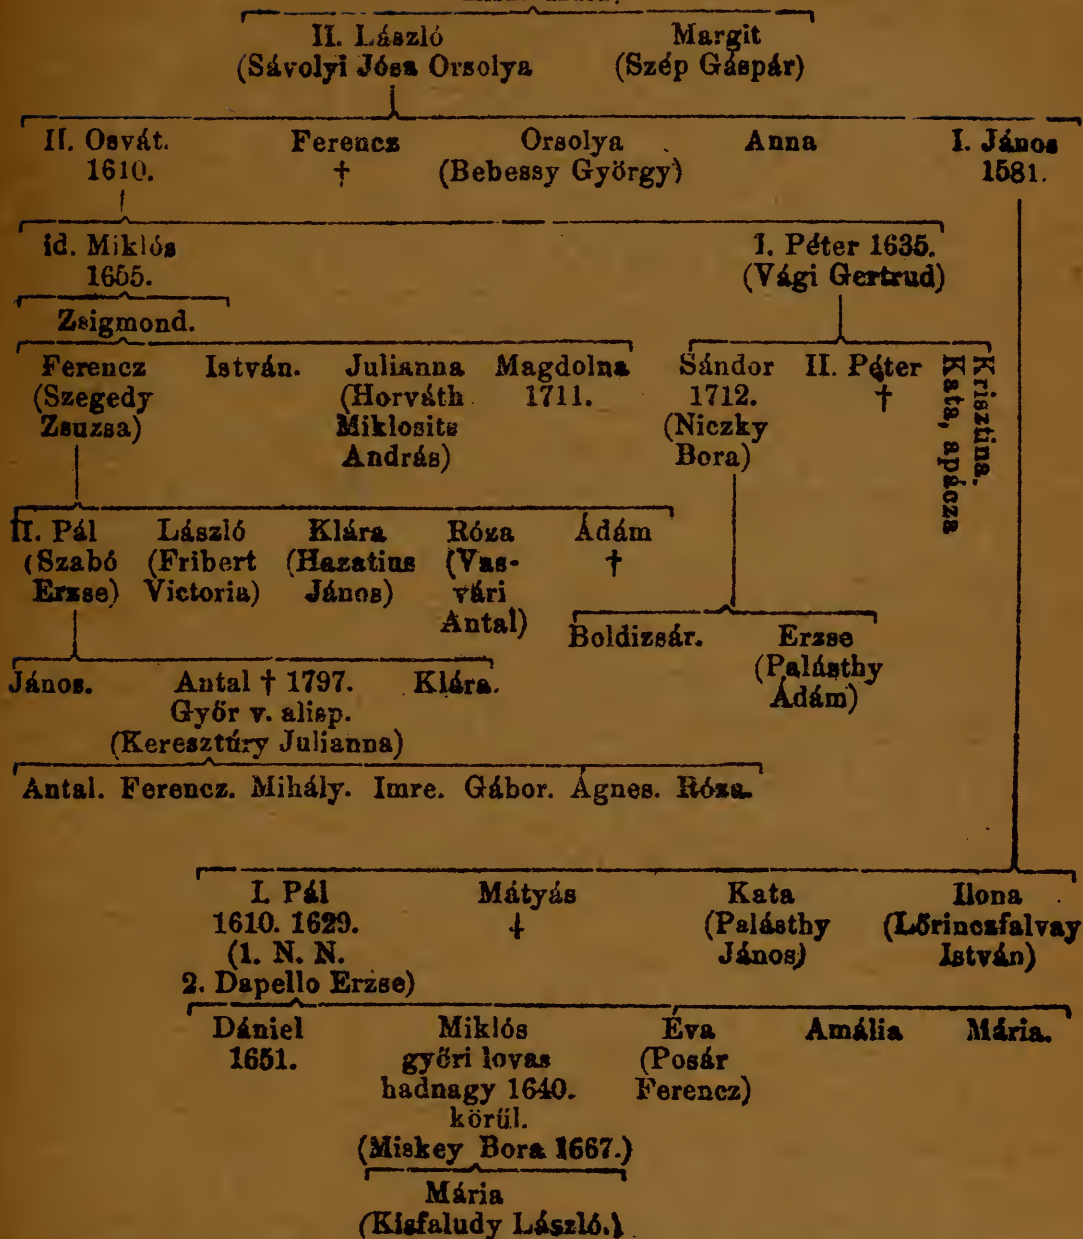 II. László Margit
(Sávolyi Jósa Orsolya (Szép Gáspár)
II. Osvát. Ferencz Orsolya Anna I. János
1610. † (Bebessy György) 1581.
id. Miklós I. Péter 1635.
1655. (Vági Gertrud)
Zsigmond.
Ferencz István. Julianna Magdolna Sándor II. Péter Kata, apácza Krisztina.
(Szegedy (Horváth 1711. 1712. †
Zsuzsa) Miklosits (Niczky
András) Bora)
II. Pál László Klára Róza Ádám
(Szabó (Fribert (Hazatius (Vas- †
Erzse) Victoria) János) vári
Antal)
Boldizsár. Erzse
(Palásthy
Ádám)
János. Antal † 1797. Klára.
Győr v. alisp.
(Keresztúry Julianna)
Antal. Ferencz. Mihály. Imre. Gábor. Ágnes. Róza.
I. Pál Mátyás Kata Ilona
1610. 1629. † (Palásthy (Lőrinczfalvay
(1. N. N. János) István)
2. Dapello Erzse)
Dániel Miklós Éva Amália Mária.
1651. győri lovas (Posár
hadnagy 1640. Ferencz)
körül.
(Miskey Bora 1667.)
Mária
(Kisfaludy László.)